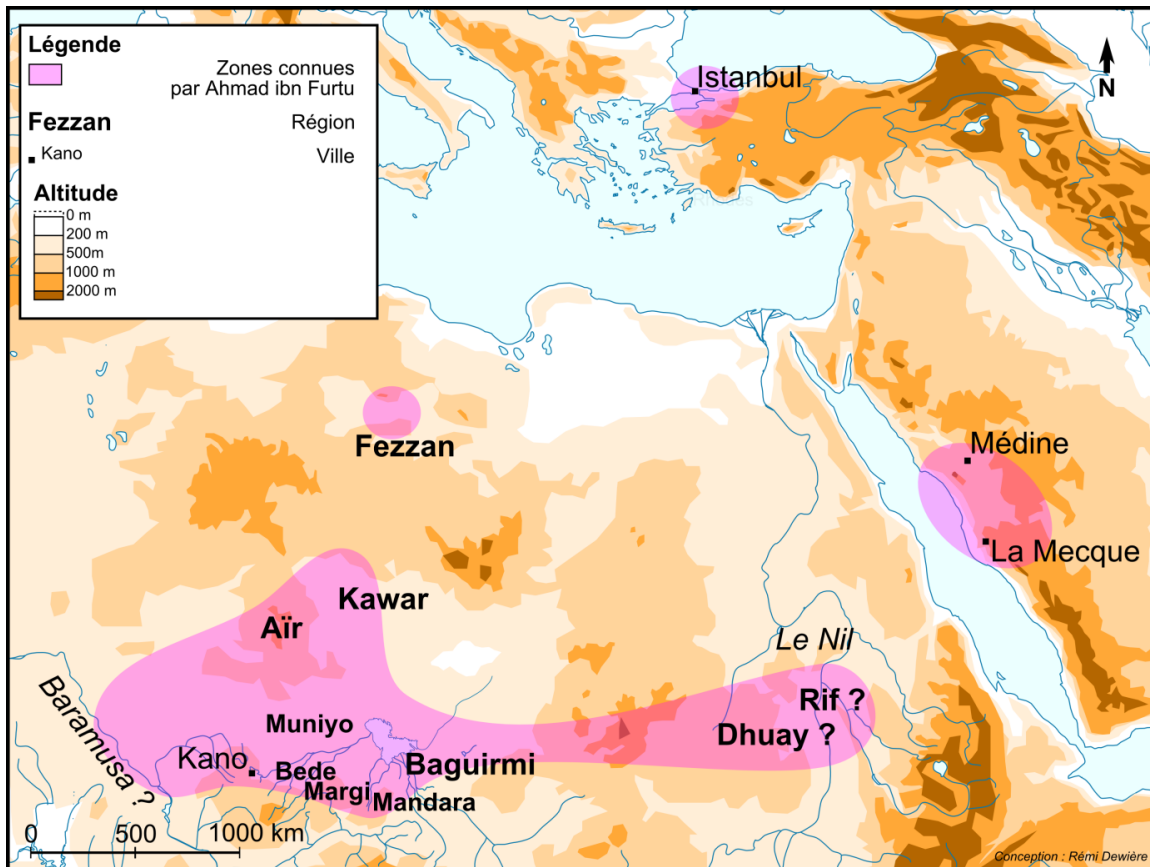 Légende
Zones connues
par Ahmad ibn Furtu
Fezzan
Région
Kano
Ville
Altitude
0 m
200 m
500m
1000 m
2000 m
Istanbul
N
Fezzan
Médine
La Mecque
Kawar
Aïr
Le Nil
Rif ?
Dhuay ?
Baramusa ?
Muniyo
Kano
Bede
Baguirmi
Margi
Mandara
0
500
1000 km
Conception : Rémi Dewière